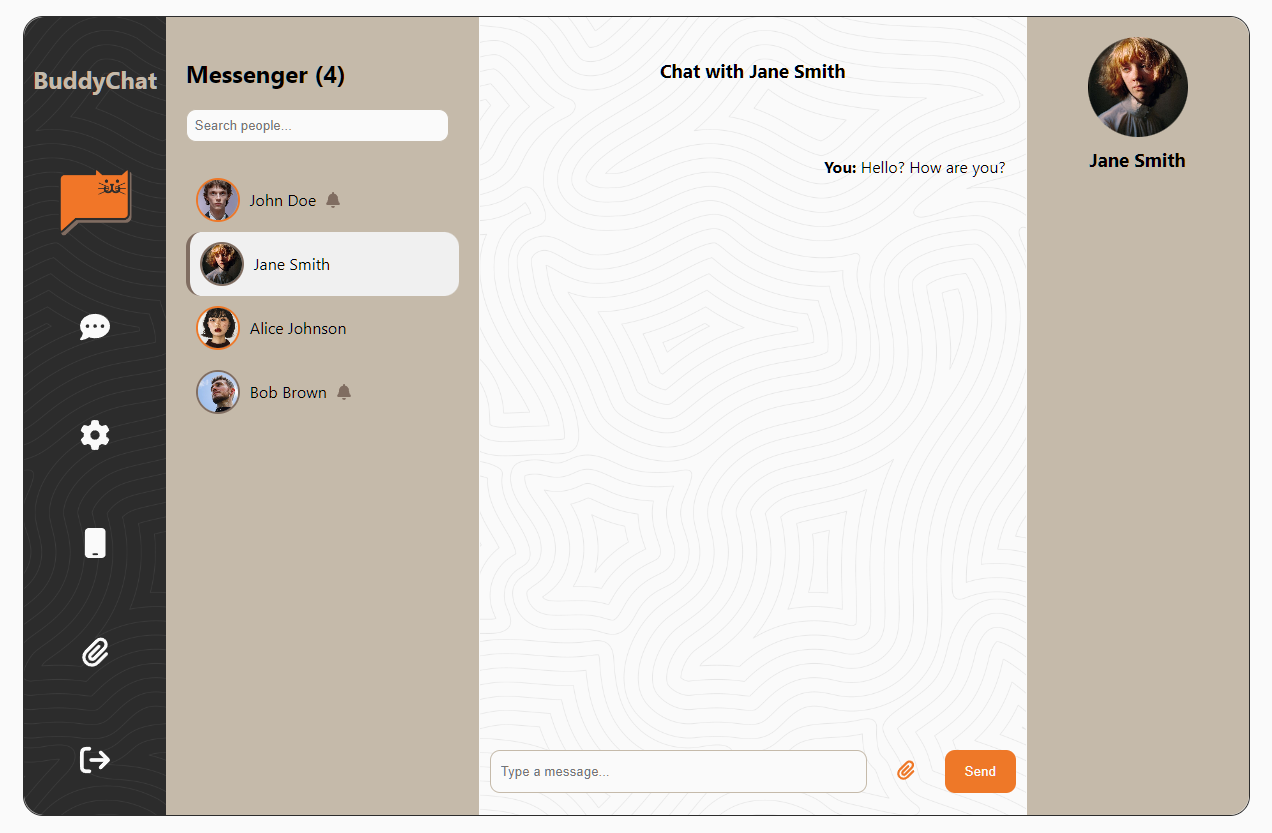 BuddyChat
Messenger (4)
Search people...
John Doe
Jane Smith
Alice Johnson
Bob Brown
Chat with Jane Smith
You: Hello? How are you?
Type a message...
Send
Jane Smith